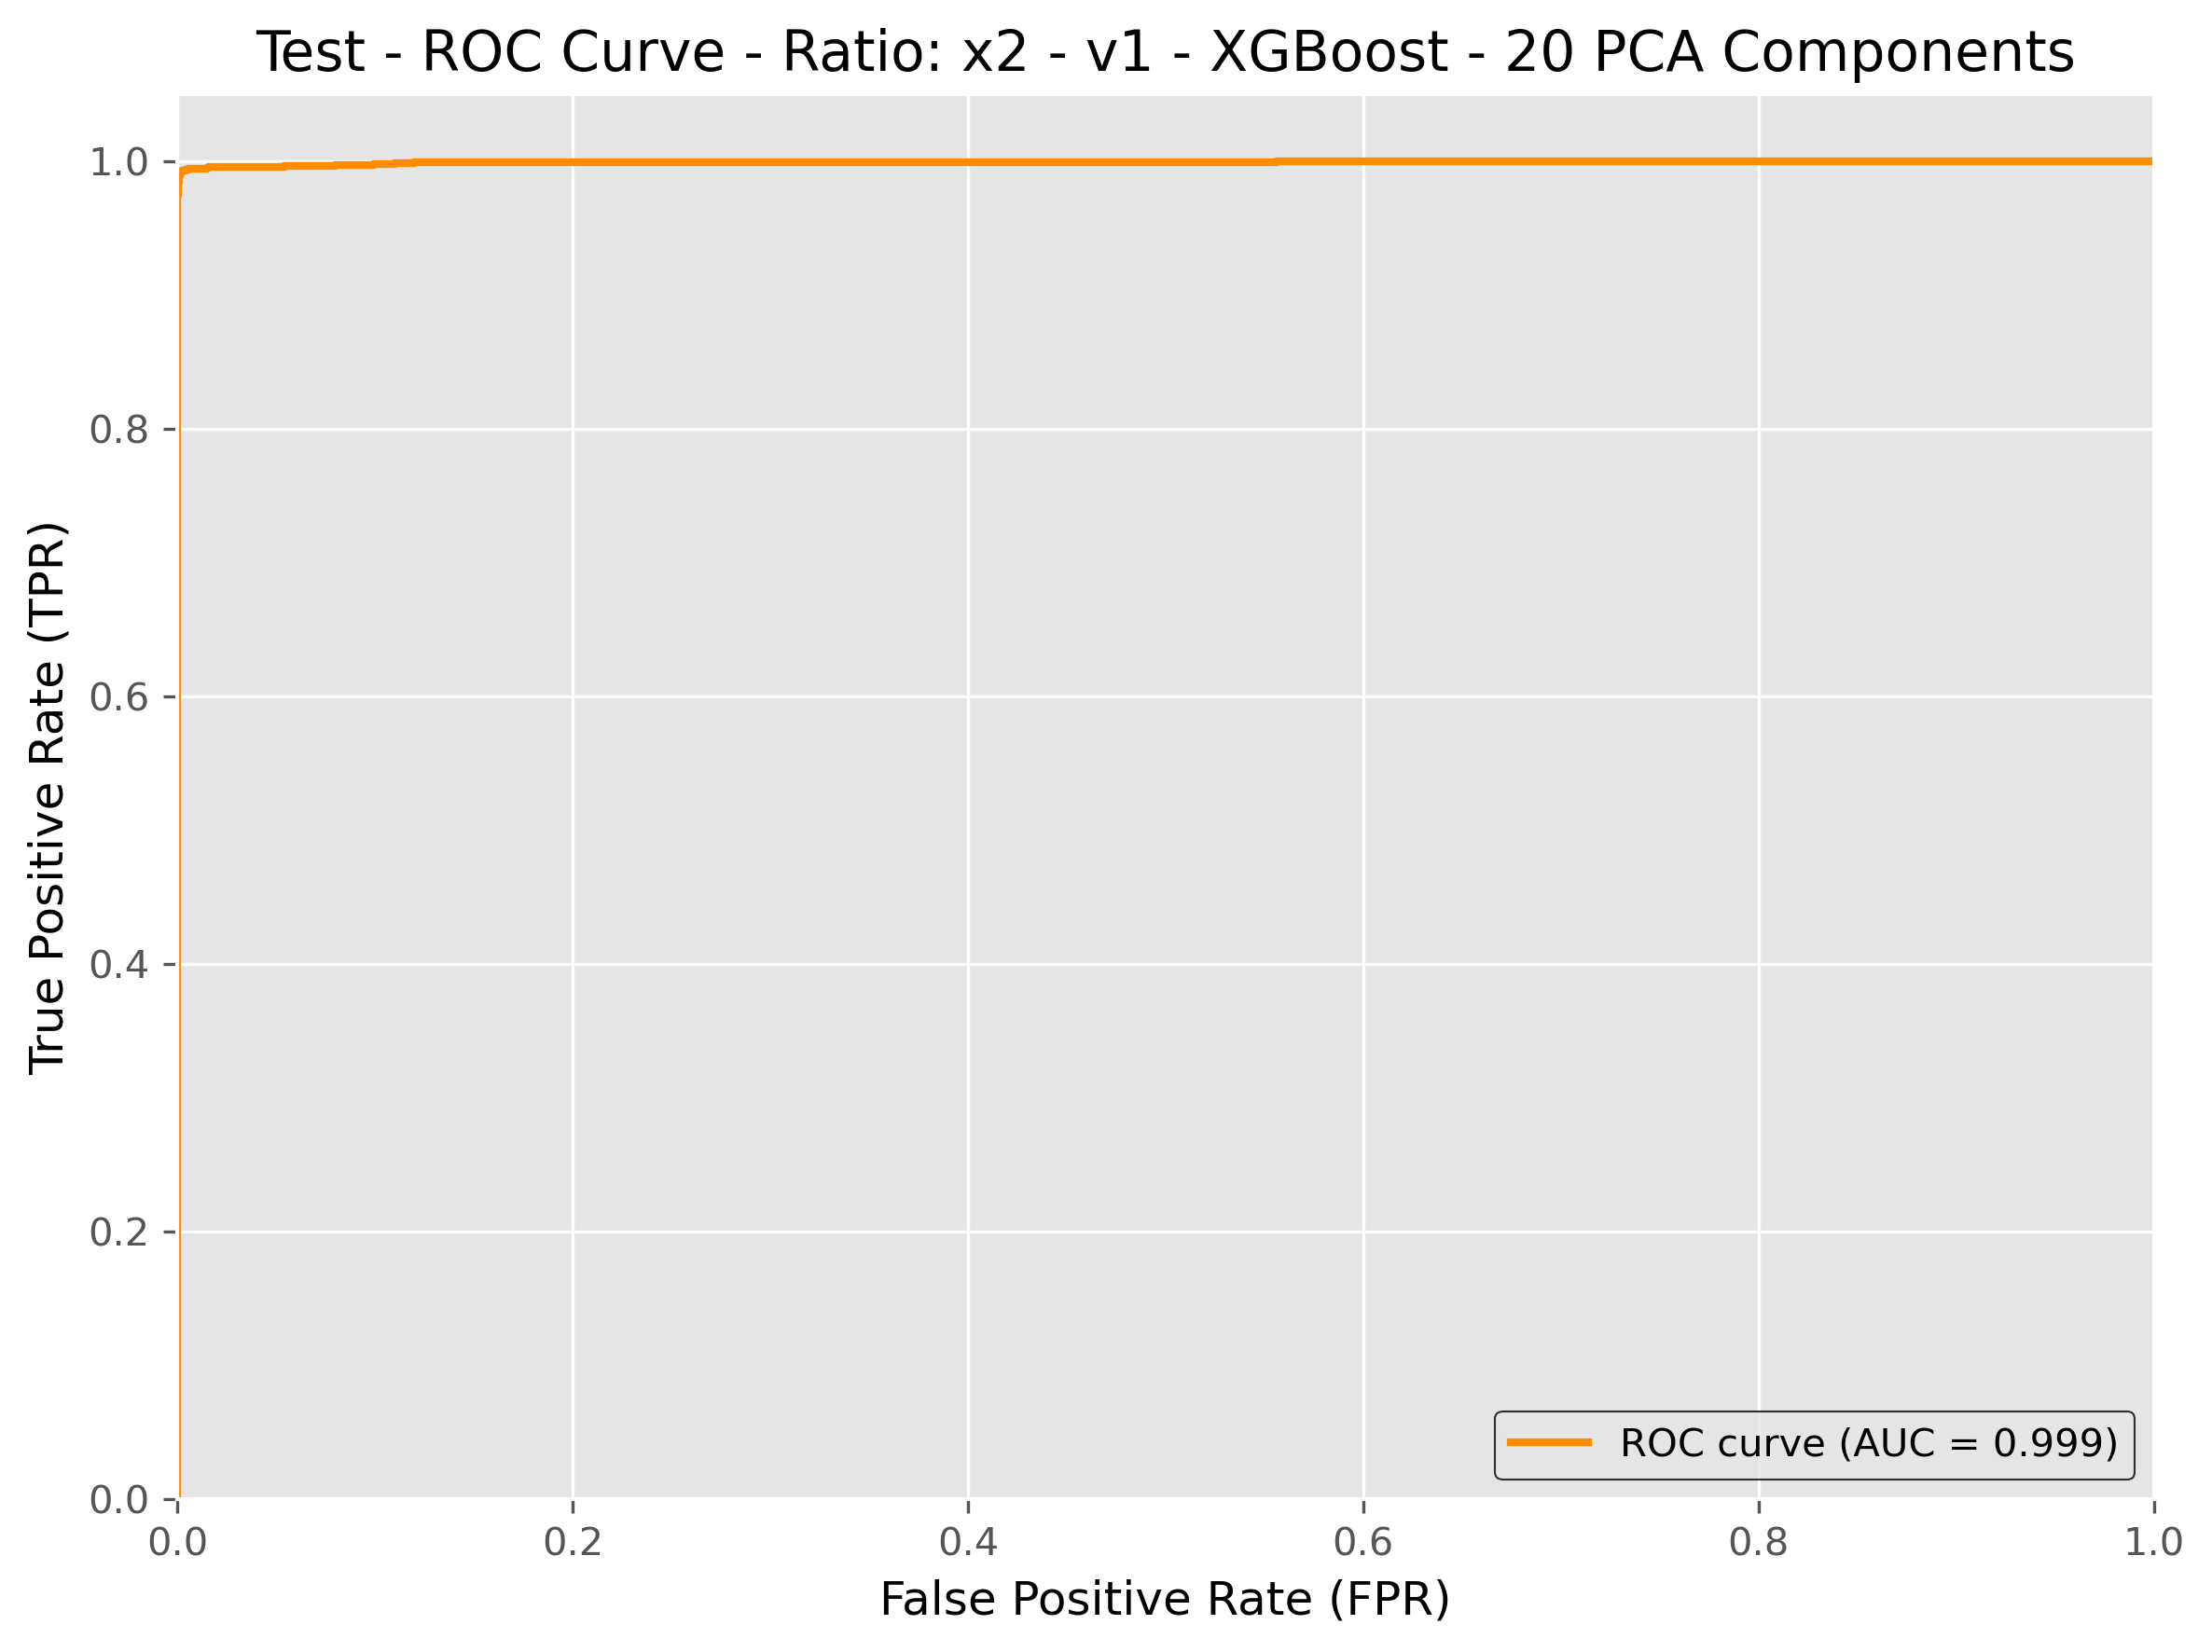 Test - ROC Curve - Ratio: x2 - v1 - XGBoost - 20 PCA Components
True Positive Rate (TPR)
1.0
0.8
0.6
0.4
0.2
0.0
ROC curve (AUC = 0.999)
0.0 0.2 0.4 0.6 0.8 1.0
False Positive Rate (FPR)